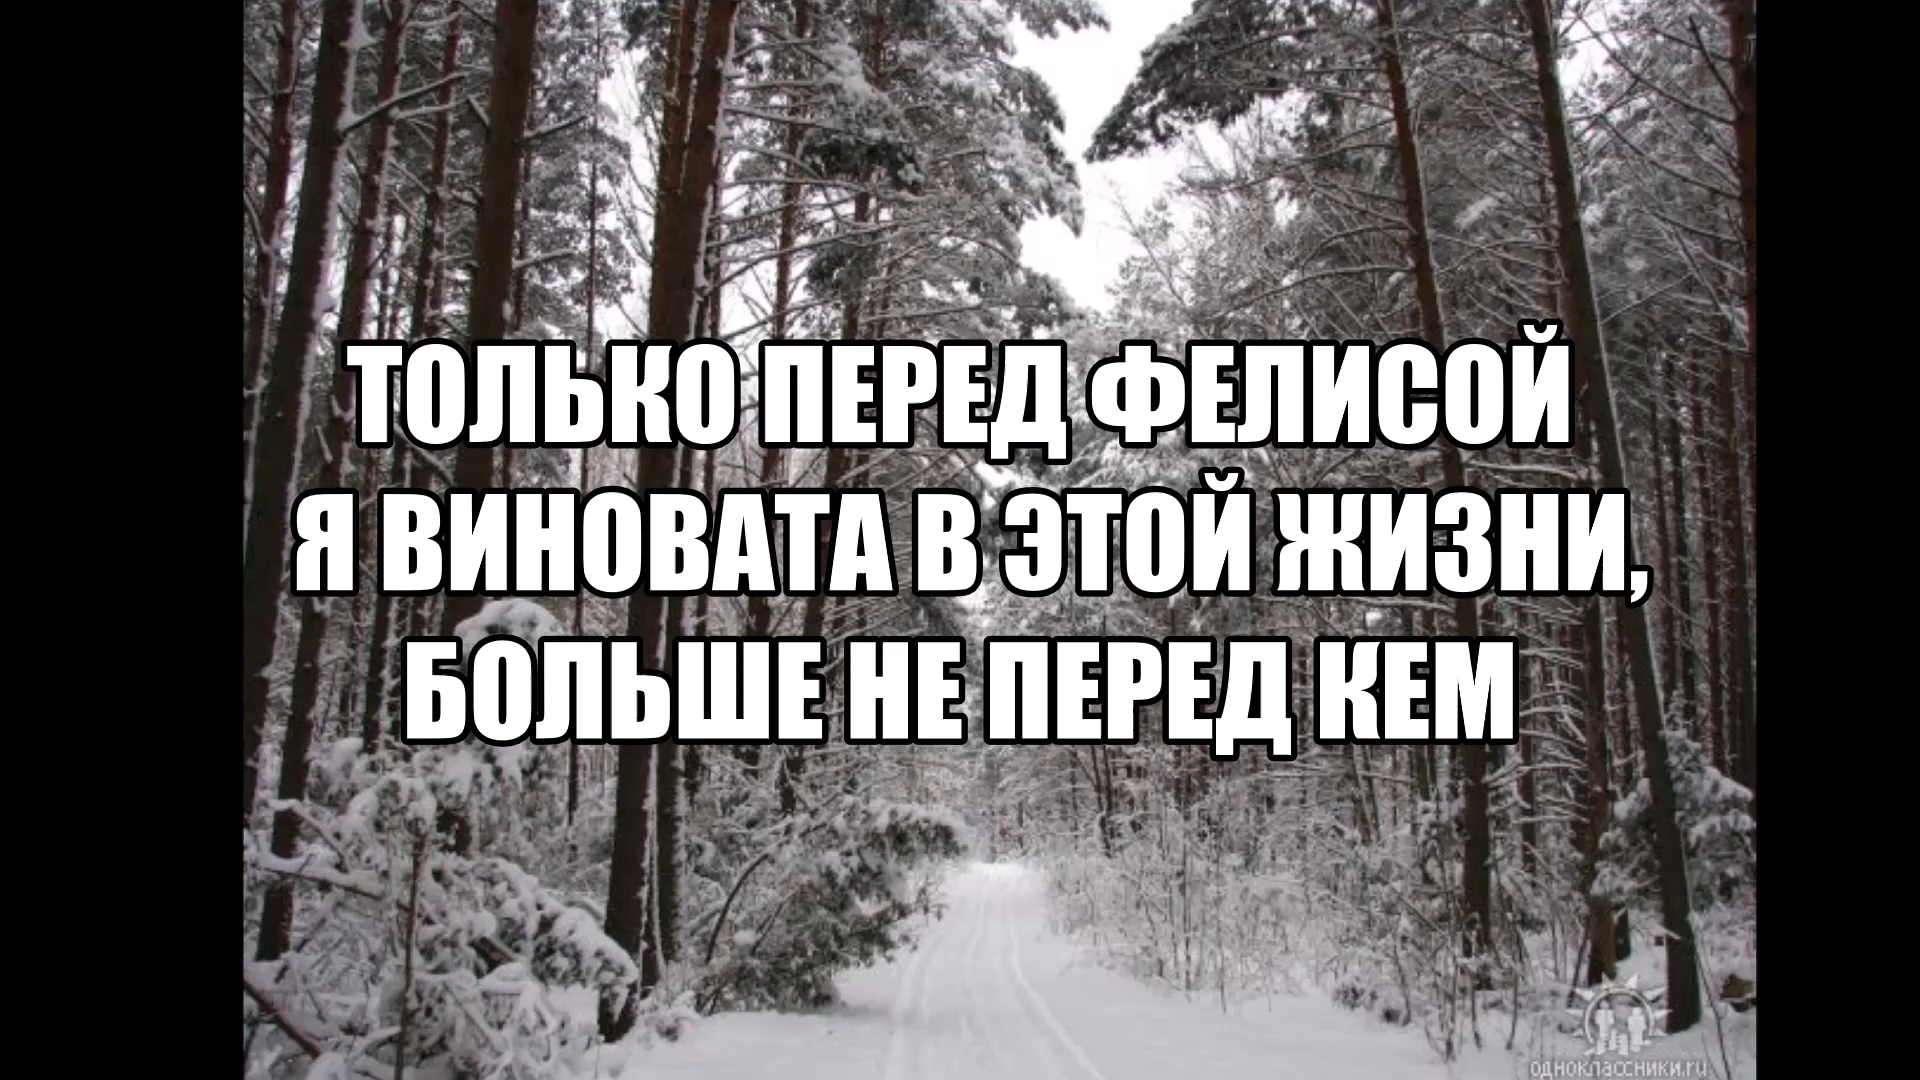 ТОЛЬКО ПЕРЕД ФЕЛИСОЙ
Я ВИНОВАТА В ЭТОЙ ЖИЗНИ,
БОЛЬШЕ НЕ ПЕРЕД КЕМ
одноклассники.ru